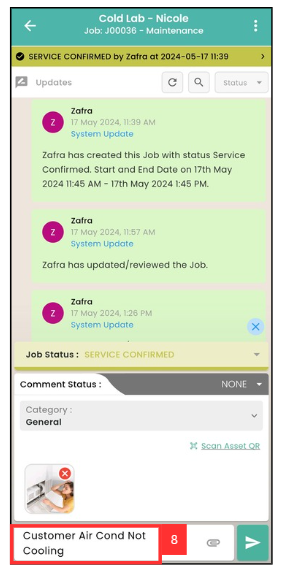 Cold Lab - Nicole
Job: J00036 - Maintenance
SERVICE CONFIRMED by Zafra at 2024-05-17 11:39
Updates
Status
Z
Zafra
17 May 2024, 11:39 AM
System Update
Zafra has created this Job with status Service
Confirmed. Start and End Date on 17th May
2024 11:45 AM - 17th May 2024 1:45 PM.
Z
Zafra
17 May 2024, 11:57 AM
System Update
Zafra has updated/reviewed the Job.
Z
Zafra
17 May 2024, 1:26 PM
System Update
Job Status : SERVICE CONFIRMED
Comment Status :
NONE
Category :
General
Scan Asset QR
Customer Air Cond Not
Cooling
8